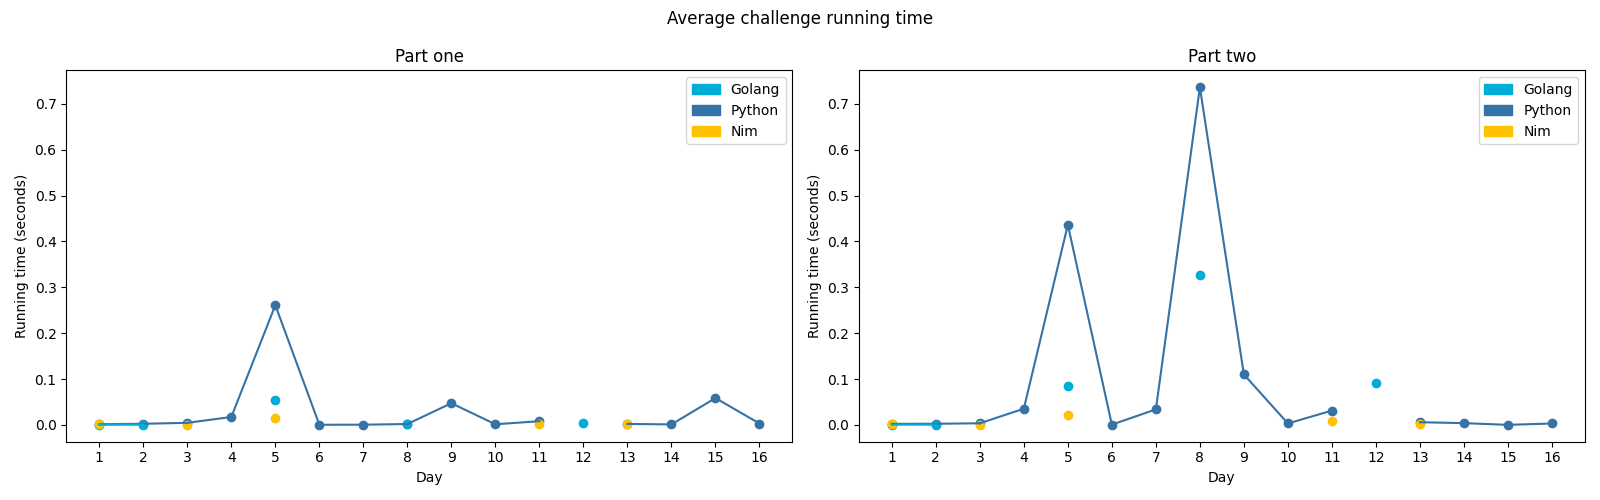 Average challenge running time
Part one
Golang
Python
Nim
0.7
0.6
0.5
0.4
0.3
0.2
0.1
0.0
Running time (seconds)
1 2 3 4 5 6 7 8 9 10 11 12 13 14 15 16
Day
Part two
Golang
Python
Nim
0.7
0.6
0.5
0.4
0.3
0.2
0.1
0.0
Running time (seconds)
1 2 3 4 5 6 7 8 9 10 11 12 13 14 15 16
Day